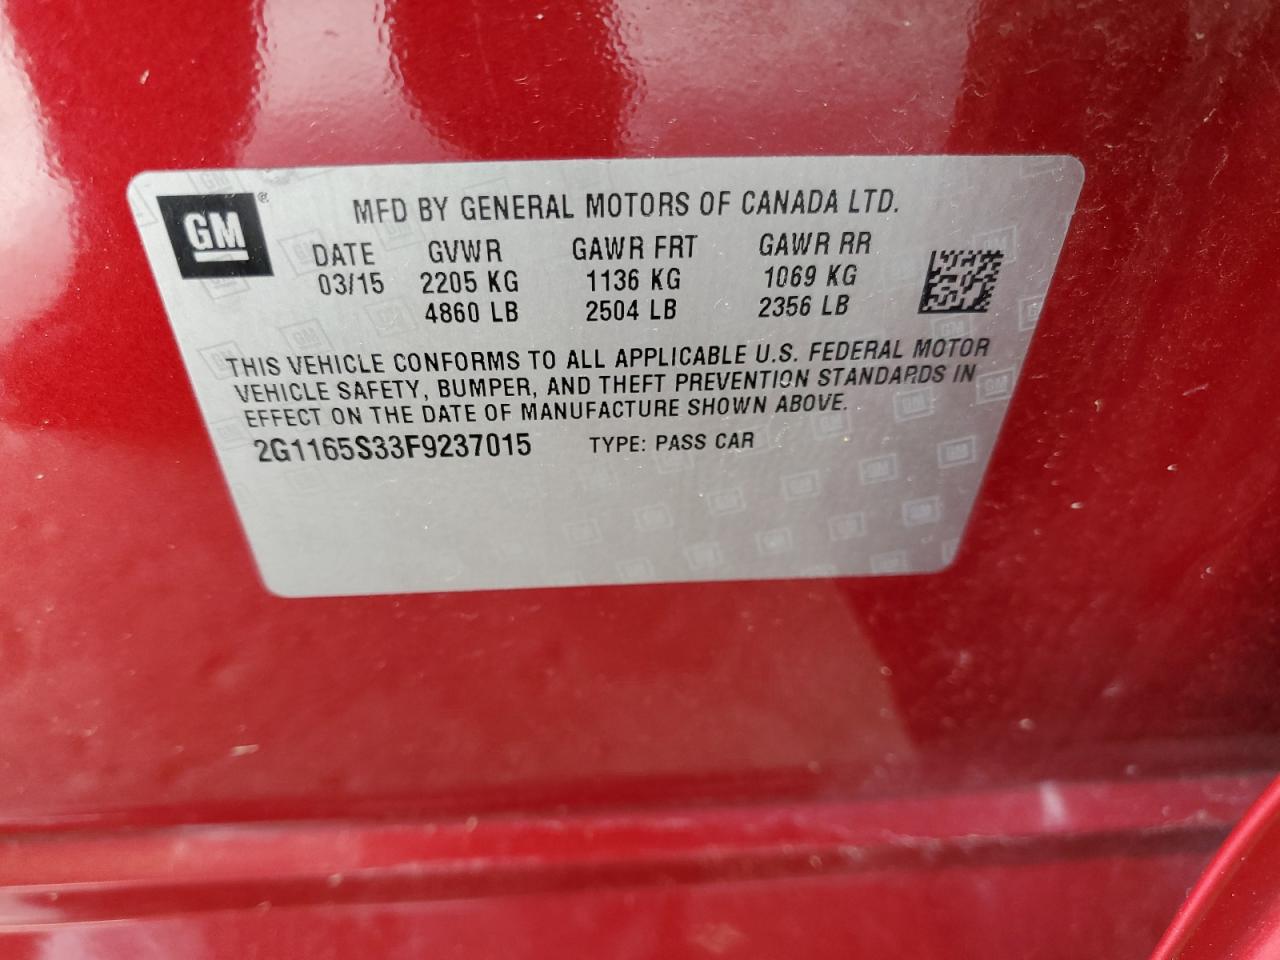 GM®
MFD BY GENERAL MOTORS OF CANADA LTD.
DATE GVWR GAWR FRT GAWR RR
03/15 2205 KG 1136 KG 1069 KG
4860 LB 2504 LB 2356 LB
THIS VEHICLE CONFORMS TO ALL APPLICABLE U.S. FEDERAL MOTOR
VEHICLE SAFETY, BUMPER, AND THEFT PREVENTION STANDARDS IN
EFFECT ON THE DATE OF MANUFACTURE SHOWN ABOVE.
2G1165S33F9237015 TYPE: PASS CAR